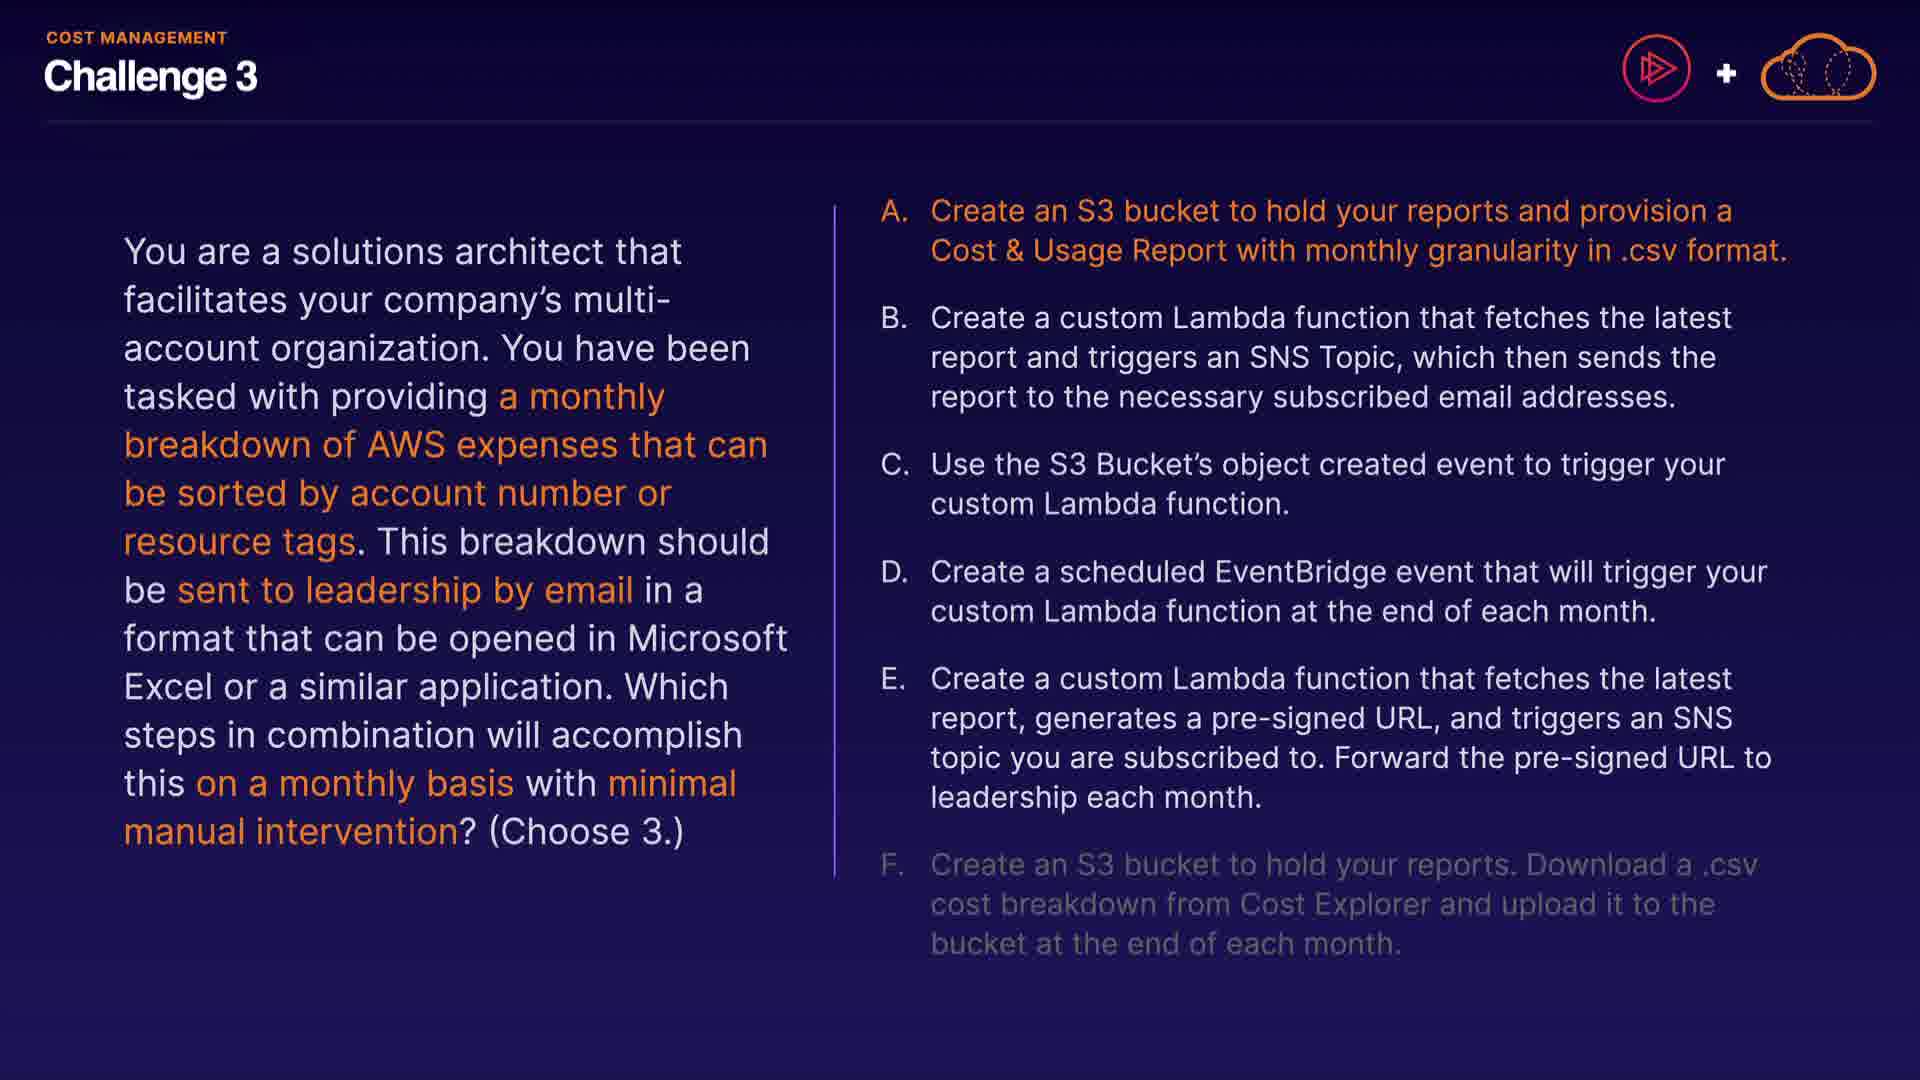 COST MANAGEMENT
Challenge 3
You are a solutions architect that
facilitates your company’s multi-
account organization. You have been
tasked with providing a monthly
breakdown of AWS expenses that can
be sorted by account number or
resource tags. This breakdown should
be sent to leadership by email in a
format that can be opened in Microsoft
Excel or a similar application. Which
steps in combination will accomplish
this on a monthly basis with minimal
manual intervention? (Choose 3.)
A. Create an S3 bucket to hold your reports and provision a
Cost & Usage Report with monthly granularity in .csv format.
B. Create a custom Lambda function that fetches the latest
report and triggers an SNS Topic, which then sends the
report to the necessary subscribed email addresses.
C. Use the S3 Bucket’s object created event to trigger your
custom Lambda function.
D. Create a scheduled EventBridge event that will trigger your
custom Lambda function at the end of each month.
E. Create a custom Lambda function that fetches the latest
report, generates a pre-signed URL, and triggers an SNS
topic you are subscribed to. Forward the pre-signed URL to
leadership each month.
F. Create an S3 bucket to hold your reports. Download a .csv
cost breakdown from Cost Explorer and upload it to the
bucket at the end of each month.